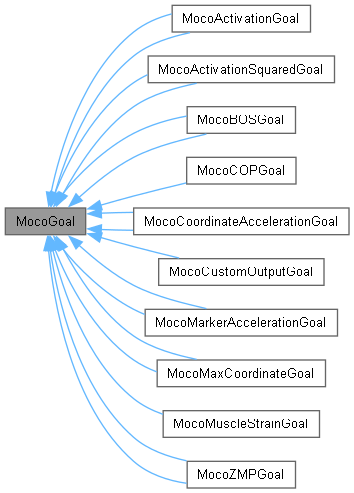 MocoActivationGoal
MocoActivationSquaredGoal
MocoBOSGoal
MocoCOPGoal
MocoGoal
MocoCoordinateAccelerationGoal
MocoCustomOutputGoal
MocoMarkerAccelerationGoal
MocoMaxCoordinateGoal
MocoMuscleStrainGoal
MocoZMPGoal